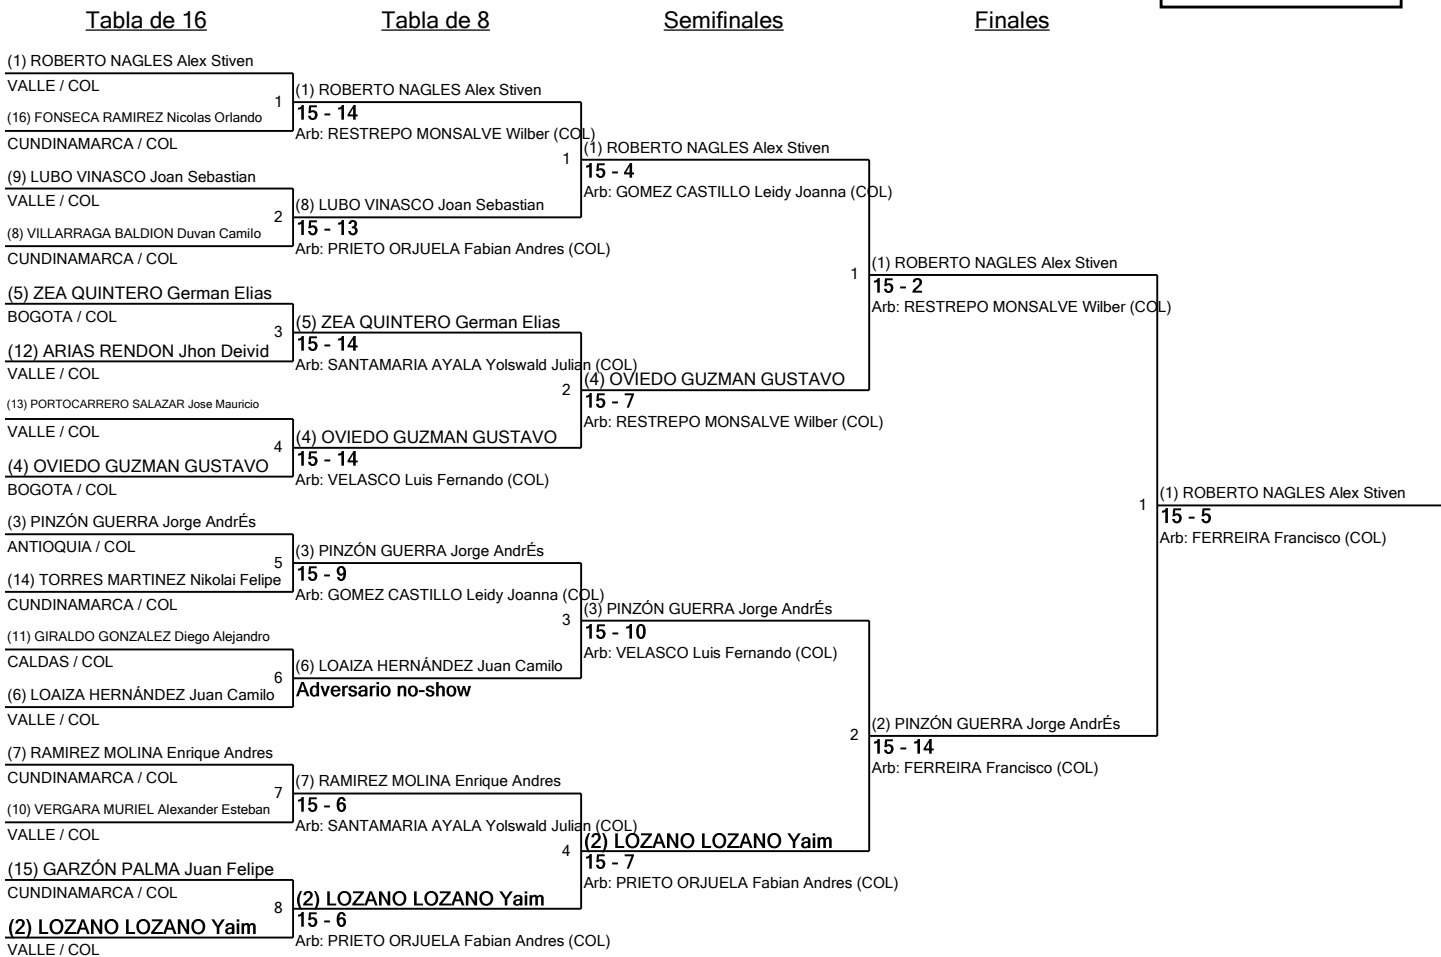 Tabla de 16
Tabla de 8
Semifinales
Finales
(1) ROBERTO NAGLES Alex Stiven
VALLE / COL
1
(16) FONSECA RAMIREZ Nicolas Orlando
CUNDINAMARCA / COL
(9) LUBO VINASCO Joan Sebastian
VALLE / COL
2
(8) VILLARRAGA BALDION Duvan Camilo
CUNDINAMARCA / COL
(5) ZEA QUINTERO German Elias
BOGOTA / COL
3
(12) ARIAS RENDON Jhon Deivid
VALLE / COL
(13) PORTOCARRERO SALAZAR Jose Mauricio
VALLE / COL
4
(4) OVIEDO GUZMAN GUSTAVO
BOGOTA / COL
(3) PINZÓN GUERRA Jorge AndrÉs
ANTIOQUIA / COL
5
(14) TORRES MARTINEZ Nikolai Felipe
CUNDINAMARCA / COL
(11) GIRALDO GONZALEZ Diego Alejandro
CALDAS / COL
6
(6) LOAIZA HERNÁNDEZ Juan Camilo
VALLE / COL
(7) RAMIREZ MOLINA Enrique Andres
CUNDINAMARCA / COL
7
(10) VERGARA MURIEL Alexander Esteban
VALLE / COL
(15) GARZÓN PALMA Juan Felipe
CUNDINAMARCA / COL
8
(2) LOZANO LOZANO Yaim
VALLE / COL
(1) ROBERTO NAGLES Alex Stiven
15 - 14
Arb: RESTREPO MONSALVE Wilber (COL)
1
(8) LUBO VINASCO Joan Sebastian
15 - 13
Arb: PRIETO ORJUELA Fabian Andres (COL)
(5) ZEA QUINTERO German Elias
15 - 14
Arb: SANTAMARIA AYALA Yolswald Julian (COL)
2
(4) OVIEDO GUZMAN GUSTAVO
15 - 14
Arb: VELASCO Luis Fernando (COL)
(3) PINZÓN GUERRA Jorge AndrÉs
15 - 9
Arb: GOMEZ CASTILLO Leidy Joanna (COL)
3
(6) LOAIZA HERNÁNDEZ Juan Camilo
Adversario no-show
(7) RAMIREZ MOLINA Enrique Andres
15 - 6
Arb: SANTAMARIA AYALA Yolswald Julian (COL)
4
(2) LOZANO LOZANO Yaim
15 - 6
Arb: PRIETO ORJUELA Fabian Andres (COL)
(1) ROBERTO NAGLES Alex Stiven
15 - 4
Arb: GOMEZ CASTILLO Leidy Joanna (COL)
1
(4) OVIEDO GUZMAN GUSTAVO
15 - 7
Arb: RESTREPO MONSALVE Wilber (COL)
(3) PINZÓN GUERRA Jorge AndrÉs
15 - 10
Arb: VELASCO Luis Fernando (COL)
2
(2) LOZANO LOZANO Yaim
15 - 7
Arb: PRIETO ORJUELA Fabian Andres (COL)
(1) ROBERTO NAGLES Alex Stiven
15 - 2
Arb: RESTREPO MONSALVE Wilber (COL)
1
(2) PINZÓN GUERRA Jorge AndrÉs
15 - 14
Arb: FERREIRA Francisco (COL)
(1) ROBERTO NAGLES Alex Stiven
15 - 5
Arb: FERREIRA Francisco (COL)